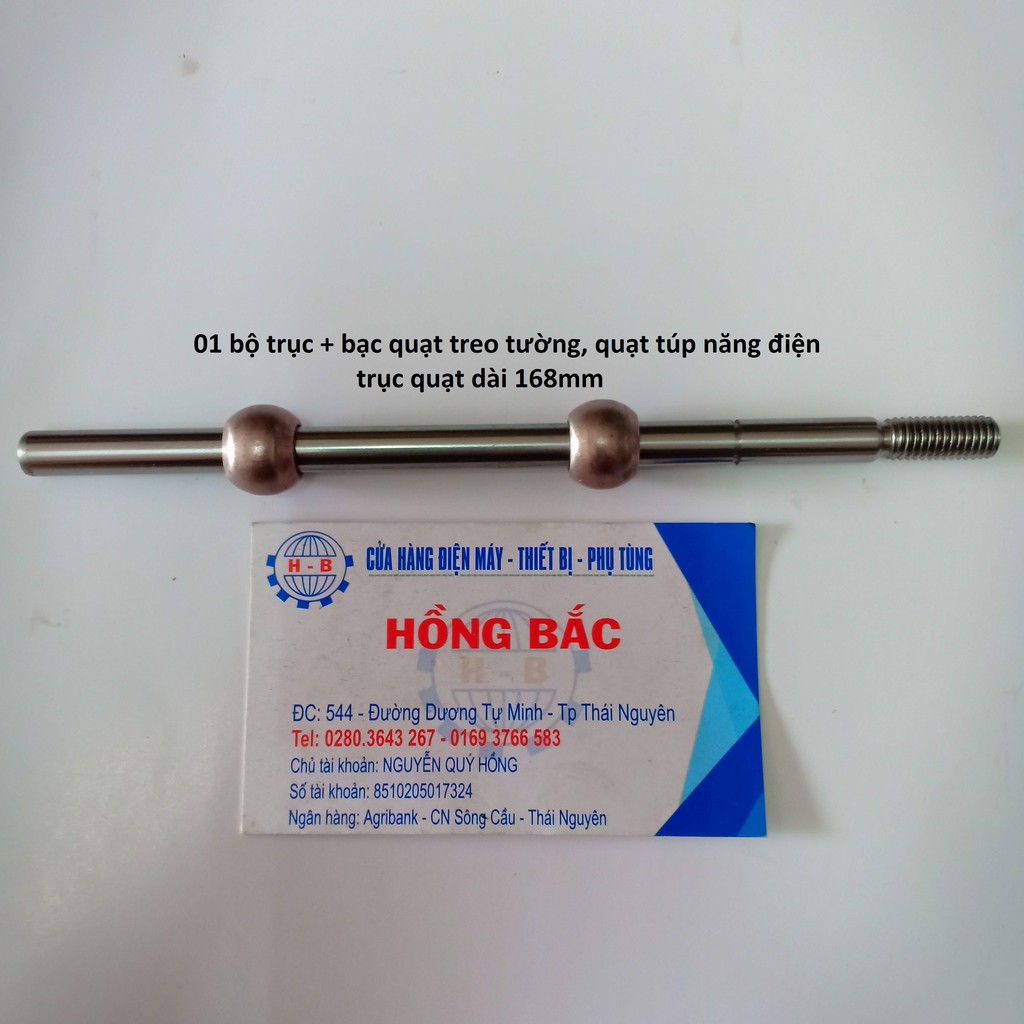 01 bộ trục + bạc quạt treo tường, quạt túp năng điện
trục quạt dài 168mm
H - B
CỬA HÀNG ĐIỆN MÁY - THIẾT BỊ - PHỤ TÙNG
HỒNG BẮC
H - B
ĐC: 544 - Đường Dương Tự Minh - Tp Thái Nguyên
Tel: 0280.3643 267 - 0169 3766 583
Chủ tài khoản: NGUYỄN QUÝ HỒNG
Số tài khoản: 8510205017324
Ngân hàng: Agribank - CN Sông Cầu - Thái Nguyên